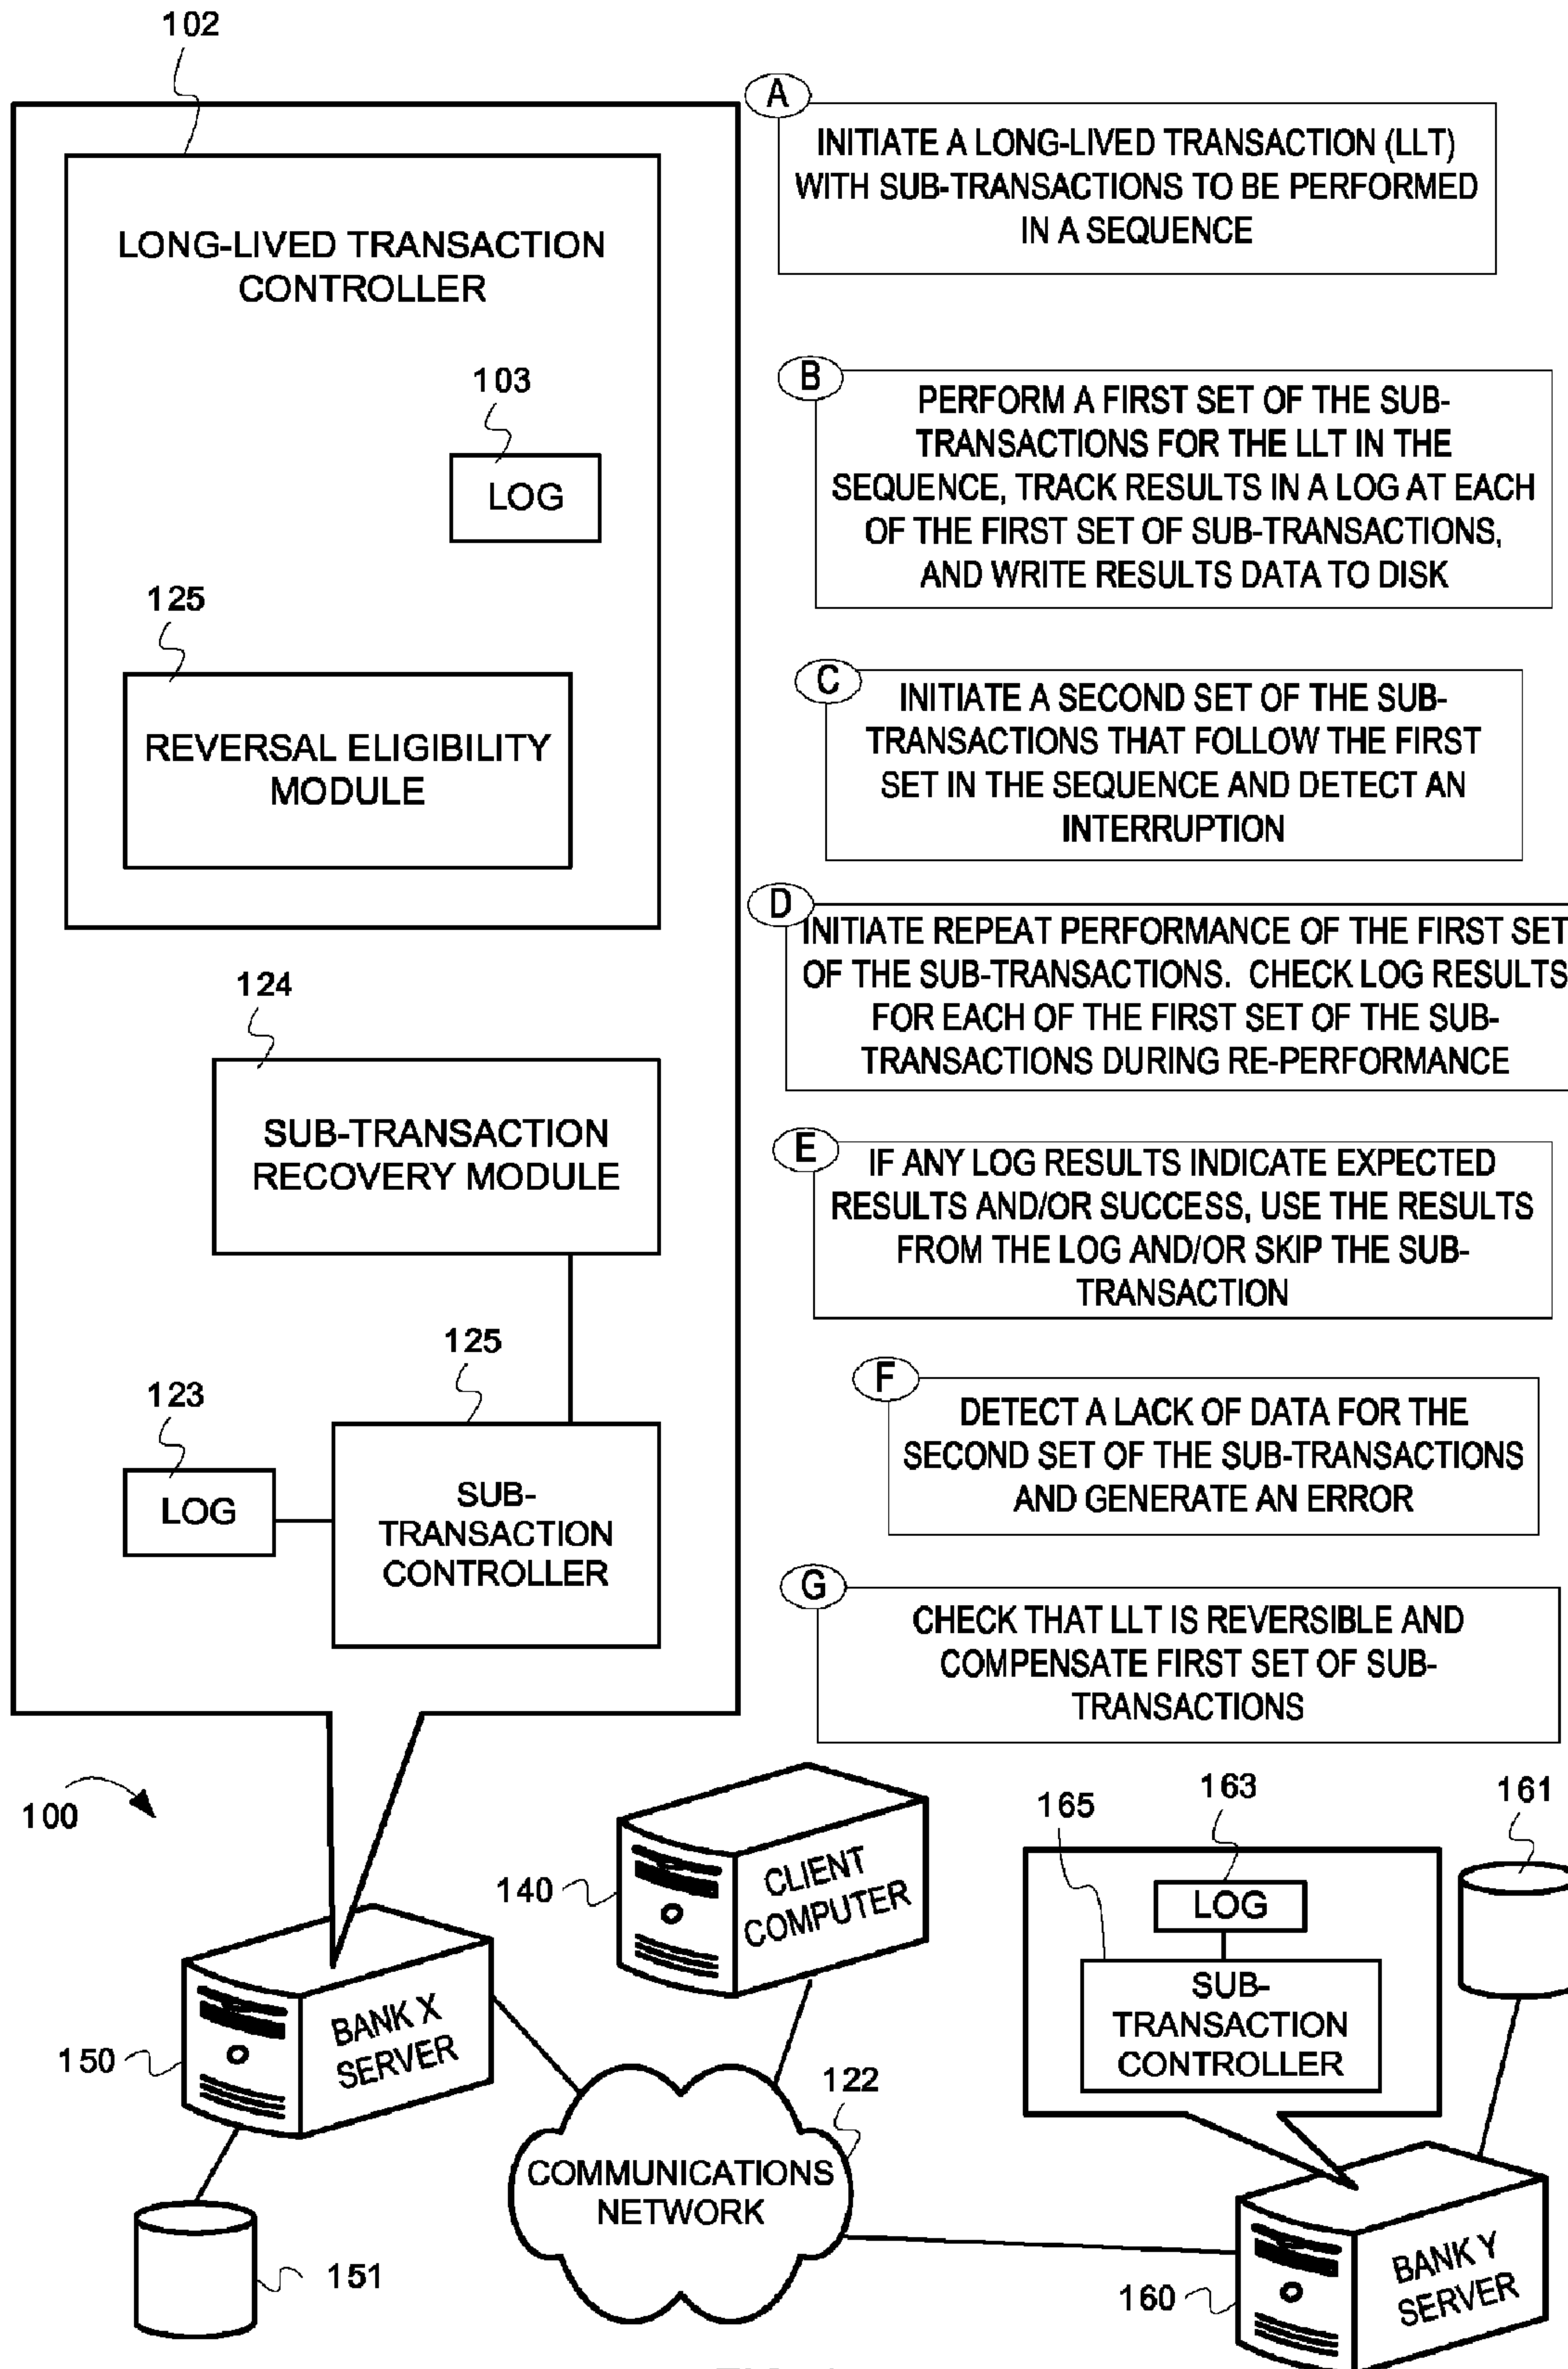 102
LONG-LIVED TRANSACTION
CONTROLLER
103
LOG
125
REVERSAL ELIGIBILITY
MODULE
124
SUB-TRANSACTION
RECOVERY MODULE
125
123
LOG
SUB-
TRANSACTION
CONTROLLER
A
INITIATE A LONG-LIVED TRANSACTION (LLT)
WITH SUB-TRANSACTIONS TO BE PERFORMED
IN A SEQUENCE
B
PERFORM A FIRST SET OF THE SUB-
TRANSACTIONS FOR THE LLT IN THE
SEQUENCE, TRACK RESULTS IN A LOG AT EACH
OF THE FIRST SET OF SUB-TRANSACTIONS,
AND WRITE RESULTS DATA TO DISK
C
INITIATE A SECOND SET OF THE SUB-
TRANSACTIONS THAT FOLLOW THE FIRST
SET IN THE SEQUENCE AND DETECT AN
INTERRUPTION
D
INITIATE REPEAT PERFORMANCE OF THE FIRST SET
OF THE SUB-TRANSACTIONS. CHECK LOG RESULTS
FOR EACH OF THE FIRST SET OF THE SUB-
TRANSACTIONS DURING RE-PERFORMANCE
E
IF ANY LOG RESULTS INDICATE EXPECTED
RESULTS AND/OR SUCCESS, USE THE RESULTS
FROM THE LOG AND/OR SKIP THE SUB-
TRANSACTION
F
DETECT A LACK OF DATA FOR THE
SECOND SET OF THE SUB-TRANSACTIONS
AND GENERATE AN ERROR
G
CHECK THAT LLT IS REVERSIBLE AND
COMPENSATE FIRST SET OF SUB-
TRANSACTIONS
100
140
CLIENT
COMPUTER
165
163
161
LOG
SUB-
TRANSACTION
CONTROLLER
150
BANK X
SERVER
122
COMMUNICATIONS
NETWORK
151
160
BANK Y
SERVER